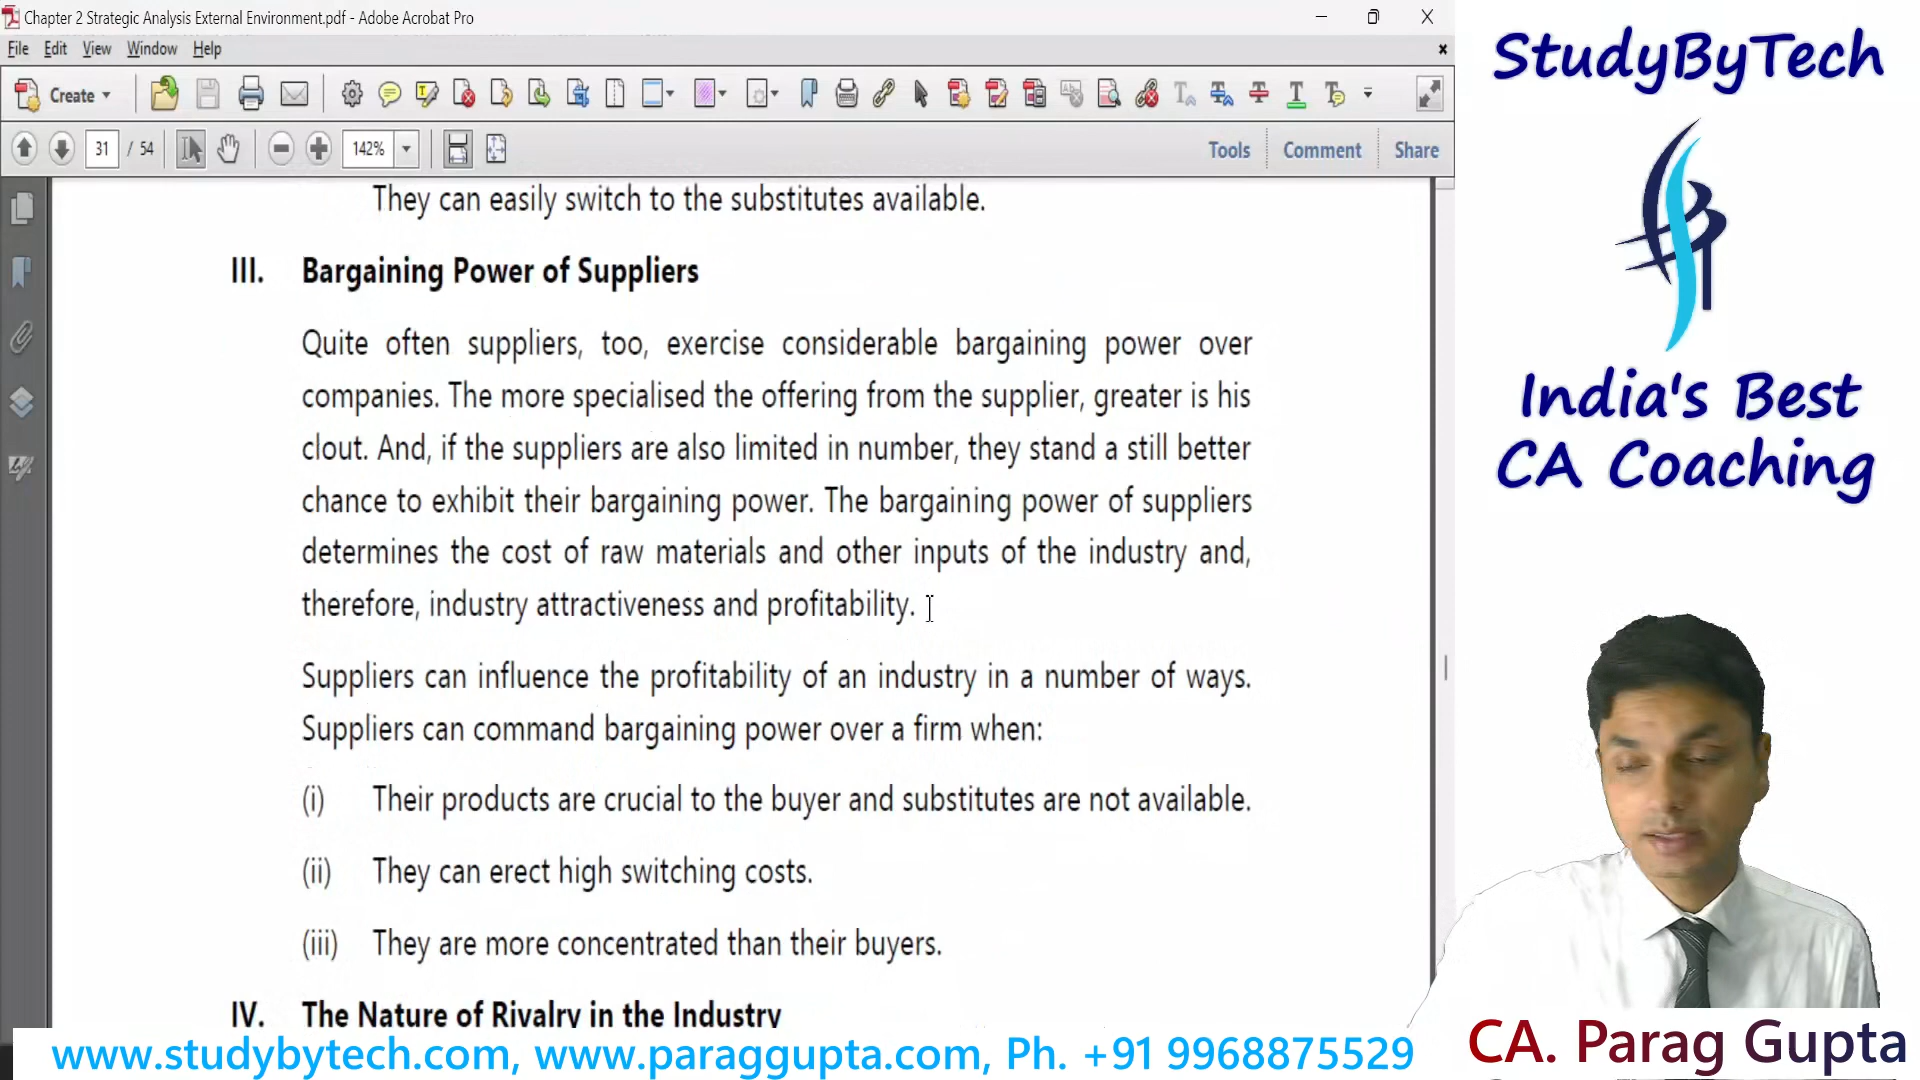 Chapter 2 Strategic Analysis External Environment.pdf - Adobe Acrobat Pro
File Edit View Window Help
Create
31 / 54
142%
Tools Comment Share
They can easily switch to the substitutes available.
III. Bargaining Power of Suppliers
Quite often suppliers, too, exercise considerable bargaining power over
companies. The more specialised the offering from the supplier, greater is his
clout. And, if the suppliers are also limited in number, they stand a still better
chance to exhibit their bargaining power. The bargaining power of suppliers
determines the cost of raw materials and other inputs of the industry and,
therefore, industry attractiveness and profitability.
Suppliers can influence the profitability of an industry in a number of ways.
Suppliers can command bargaining power over a firm when:
(i) Their products are crucial to the buyer and substitutes are not available.
(ii) They can erect high switching costs.
(iii) They are more concentrated than their buyers.
IV. The Nature of Rivalry in the Industry
StudyByTech
India's Best
CA Coaching
www.studybytech.com, www.paraggupta.com, Ph. +91 9968875529
CA. Parag Gupta